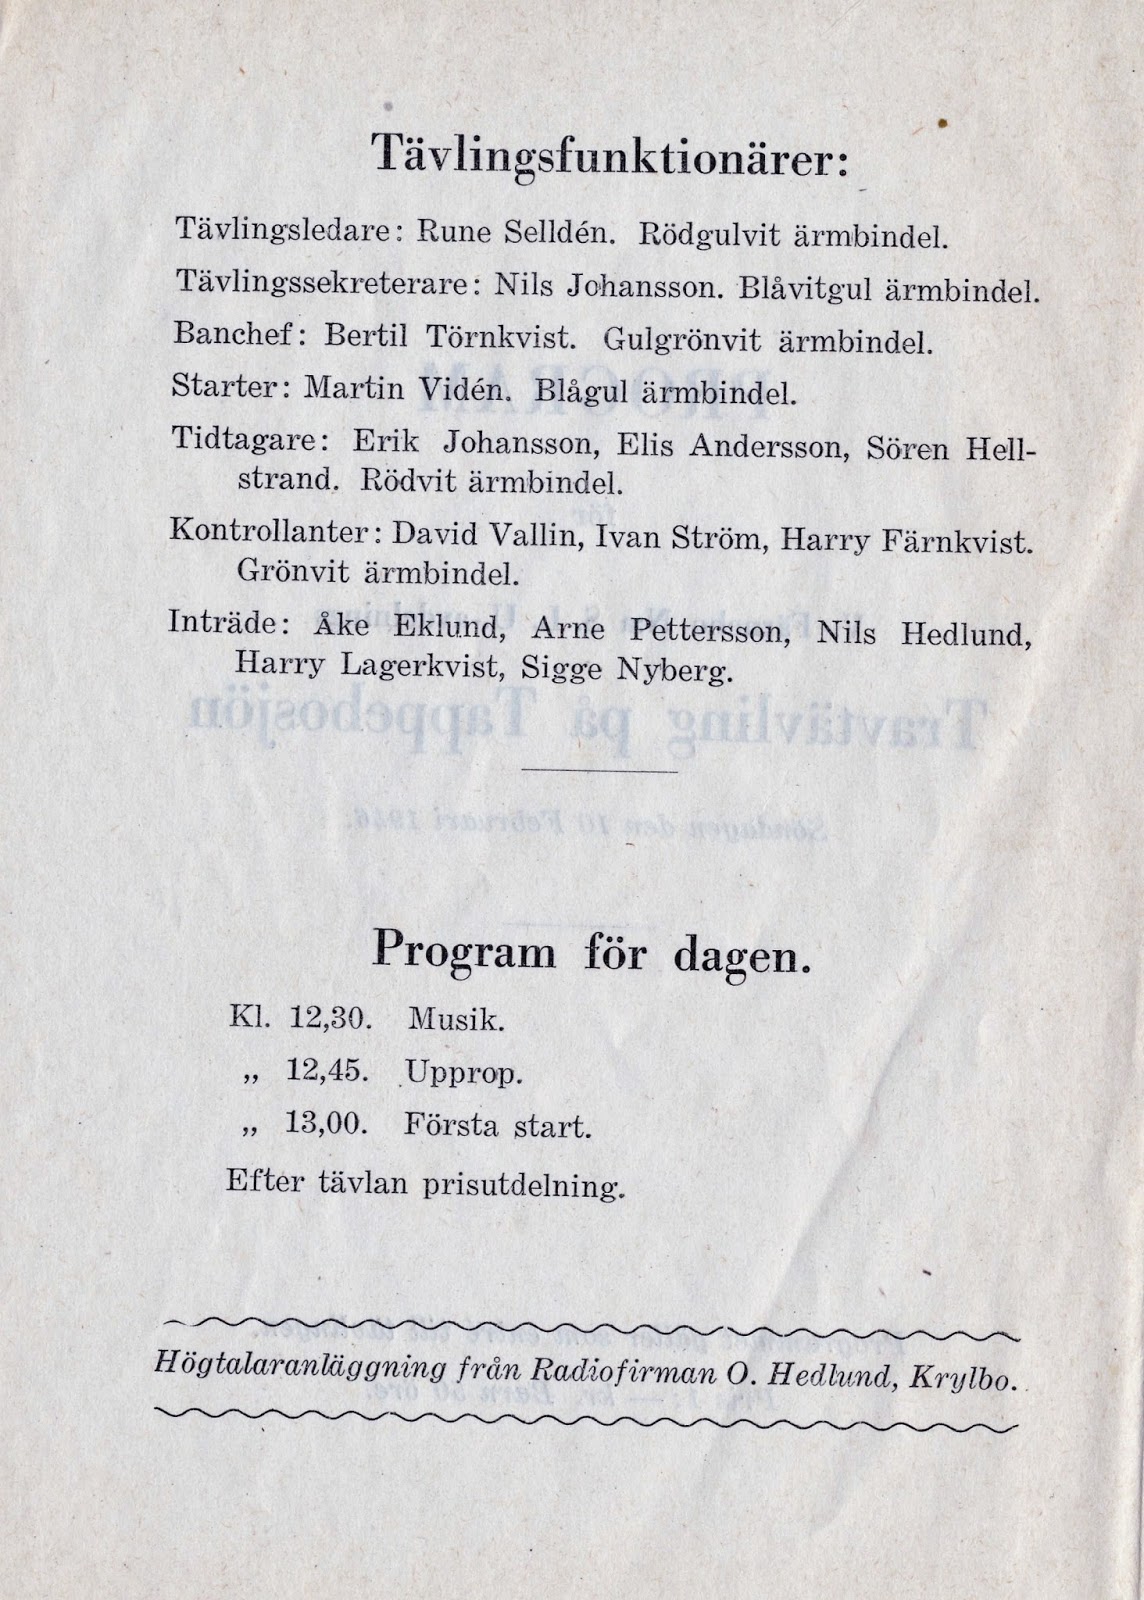 Tävlingsfunktionärer:
Tävlingsledare: Rune Selldén. Rödgulvit ärmbindel.
Tävlingssekreterare: Nils Johansson. Blåvitgul ärmbindel.
Banchef: Bertil Törnkvist. Gulgrönvit ärmbindel.
Starter: Martin Vidén. Blågul ärmbindel.
Tidtagare: Erik Johansson, Elis Andersson, Sören Hell-
strand. Rödvit ärmbindel.
Kontrollanter: David Vallin, Ivan Ström, Harry Färnkvist.
Grönvit ärmbindel.
Inträde: Åke Eklund, Arne Pettersson, Nils Hedlund,
Harry Lagerkvist, Sigge Nyberg.
Program för dagen.
Kl. 12,30. Musik.
„ 12,45. Upprop.
„ 13,00. Första start.
Efter tävlan prisutdelning.
Högtalaranläggning från Radiofirman O. Hedlund, Krylbo.